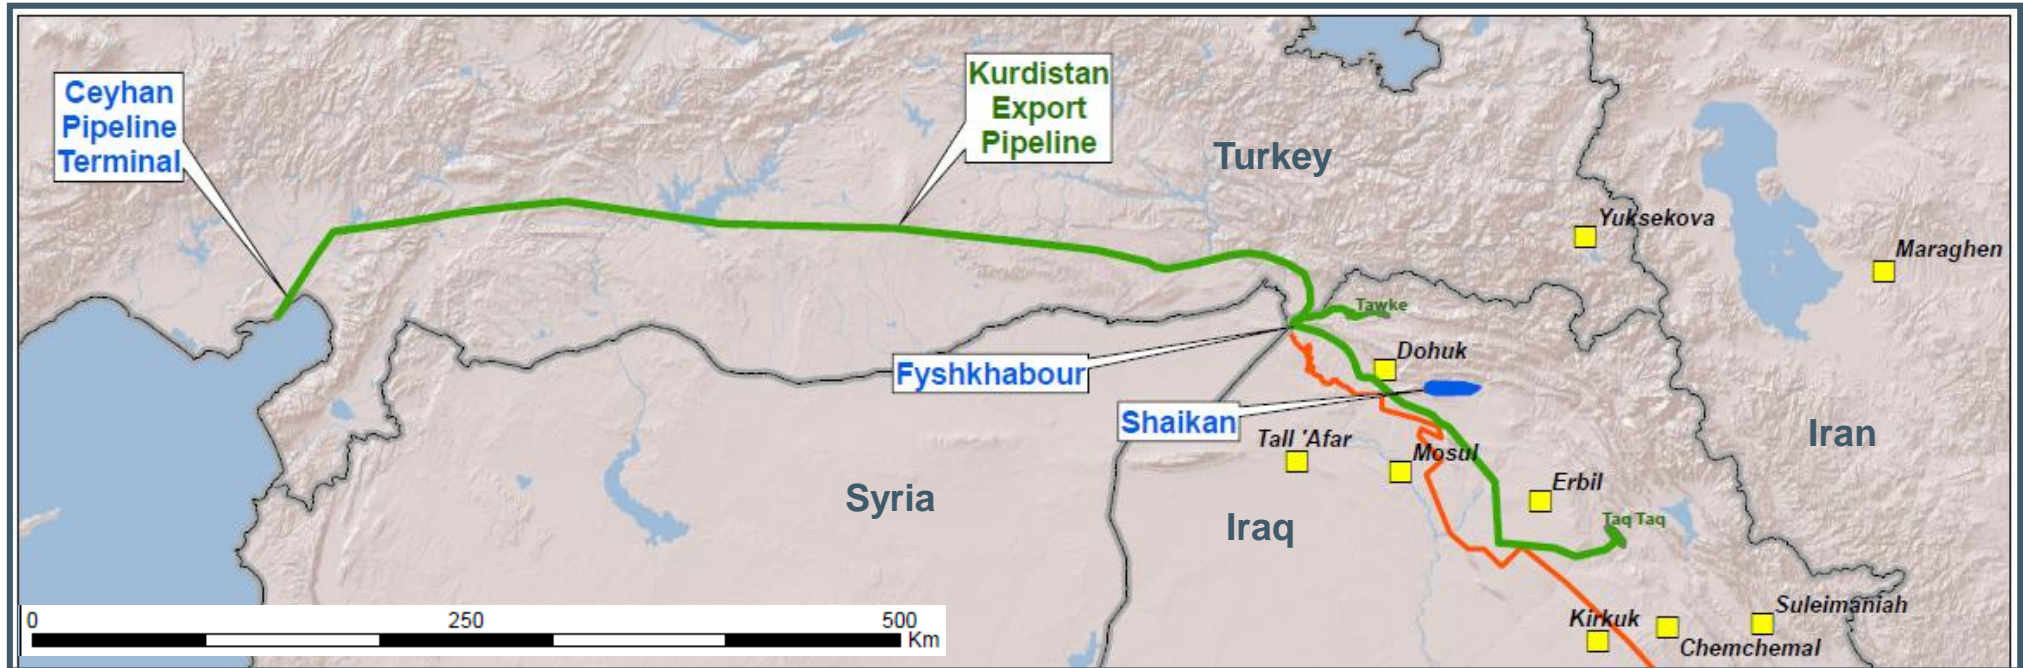 Ceyhan
Pipeline
Terminal
Kurdistan
Export
Pipeline
Turkey
Yuksekova
Maraghen
Tawke
Dohuk
Fyshkhabour
Shaikan
Tall 'Afar
Mosul
Iran
Erbil
Syria
Iraq
Taq Taq
Suleimaniah
Kirkuk
Chemchemal
0 250 500
Km